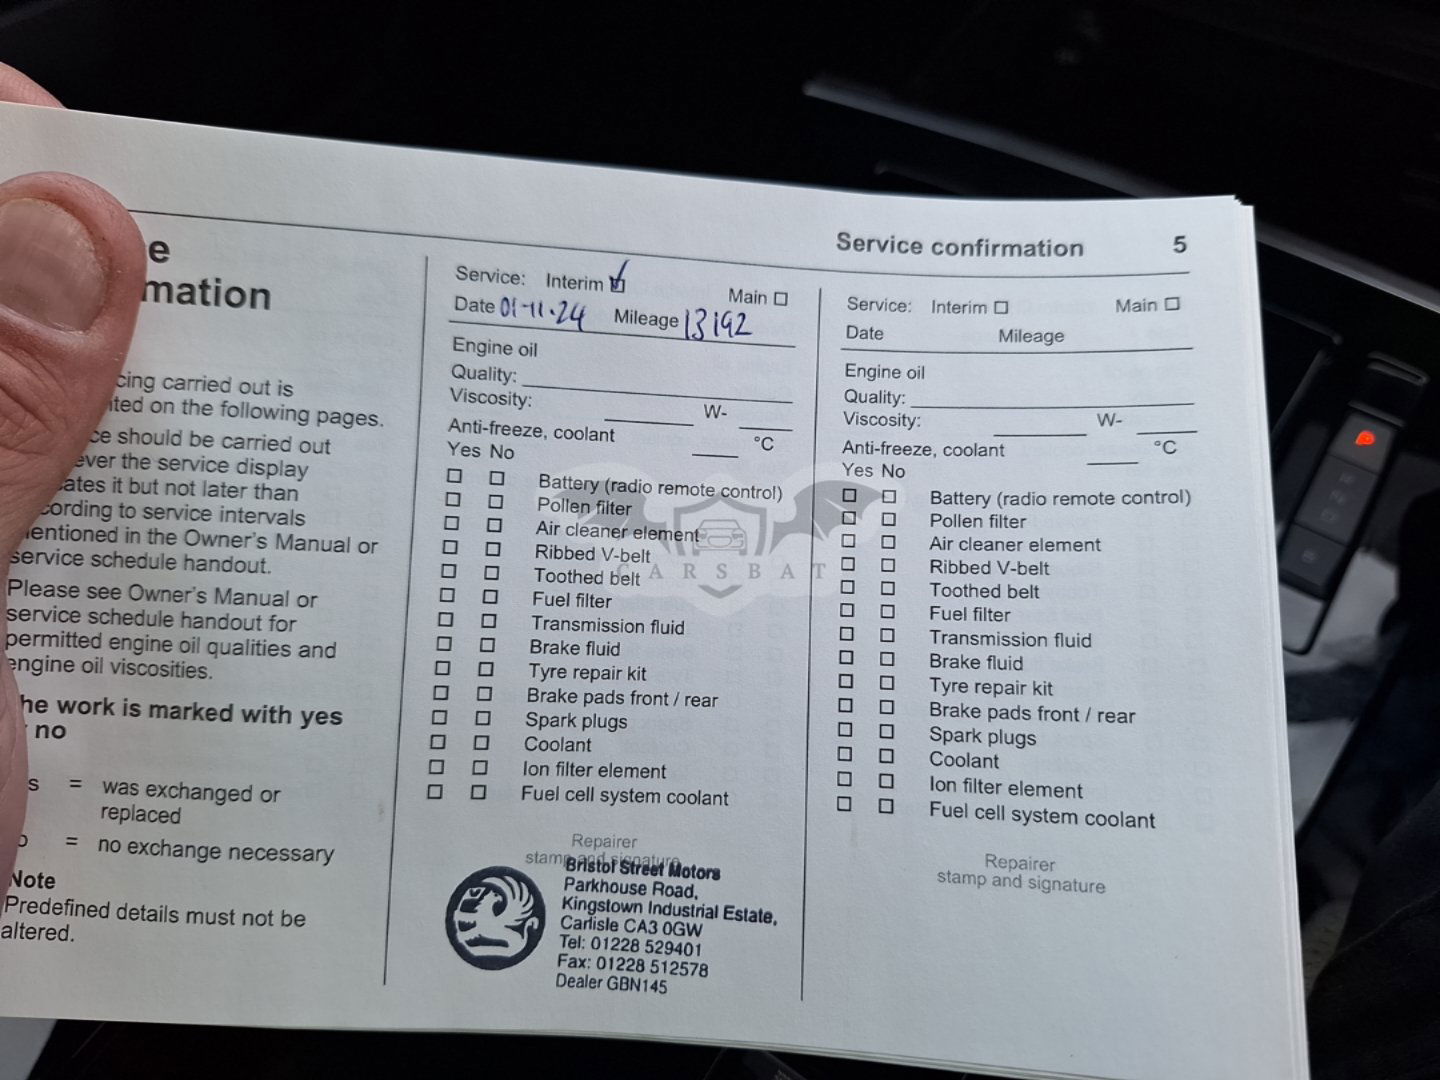 Service confirmation 5
e
mation
cing carried out is
ted on the following pages.
ce should be carried out
ever the service display
ates it but not later than
cording to service intervals
mentioned in the Owner's Manual or
service schedule handout.
Please see Owner's Manual or
service schedule handout for
permitted engine oil qualities and
engine oil viscosities.
he work is marked with yes
no
s = was exchanged or
replaced
o = no exchange necessary
Note
Predefined details must not be
altered.
Service: Interim Main
Date 01-11-24 Mileage 13192
Engine oil
Quality:
Viscosity: W-
Anti-freeze, coolant °C
Yes No
Battery (radio remote control)
Pollen filter
Air cleaner element
Ribbed V-belt
Toothed belt
Fuel filter
Transmission fluid
Brake fluid
Tyre repair kit
Brake pads front / rear
Spark plugs
Coolant
Ion filter element
Fuel cell system coolant
Repairer
stamp and signature
Bristol Street Motors
Parkhouse Road,
Kingstown Industrial Estate,
Carlisle CA3 0GW
Tel: 01228 529401
Fax: 01228 512578
Dealer GBN145
Service: Interim Main
Date Mileage
Engine oil
Quality:
Viscosity: W-
Anti-freeze, coolant °C
Yes No
Battery (radio remote control)
Pollen filter
Air cleaner element
Ribbed V-belt
Toothed belt
Fuel filter
Transmission fluid
Brake fluid
Tyre repair kit
Brake pads front / rear
Spark plugs
Coolant
Ion filter element
Fuel cell system coolant
Repairer
stamp and signature
CARSBAT
P